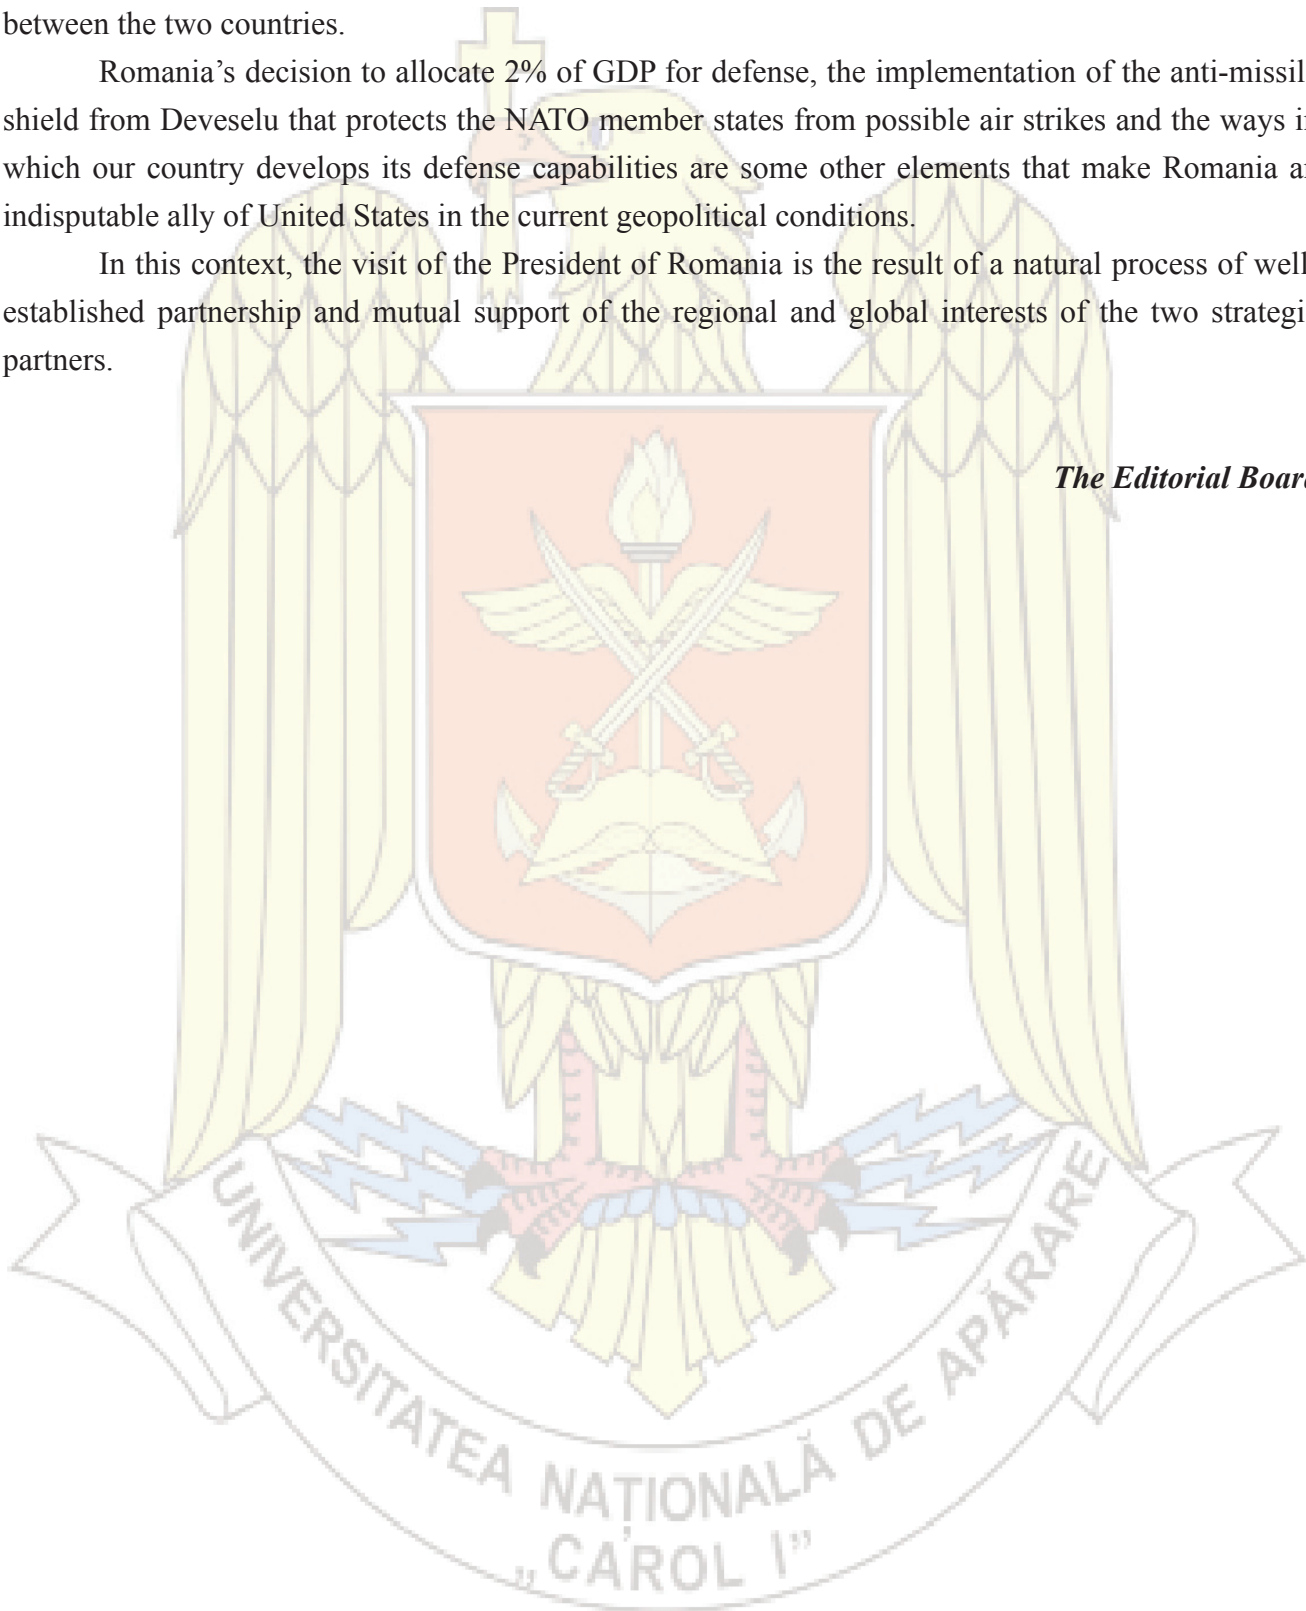 between the two countries.
Romania’s decision to allocate 2% of GDP for defense, the implementation of the anti-missil
shield from Deveselu that protects the NATO member states from possible air strikes and the ways i
which our country develops its defense capabilities are some other elements that make Romania a
indisputable ally of United States in the current geopolitical conditions.
In this context, the visit of the President of Romania is the result of a natural process of well
established partnership and mutual support of the regional and global interests of the two strategi
partners.
The Editorial Boar
UNIVERSITATEA NAȚIONALĂ DE APĂRARE
„CAROL I”